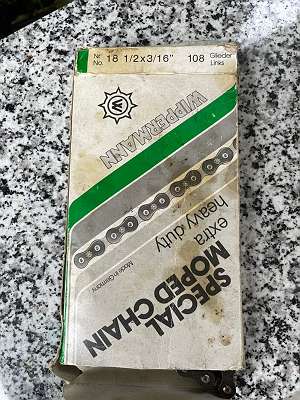 Nr. No. 18 1/2x3/16" 108 Glieder Links
W
WIPPERMANN
Made in Germany
extra
heavy duty
SPECIAL
MOPED CHAIN